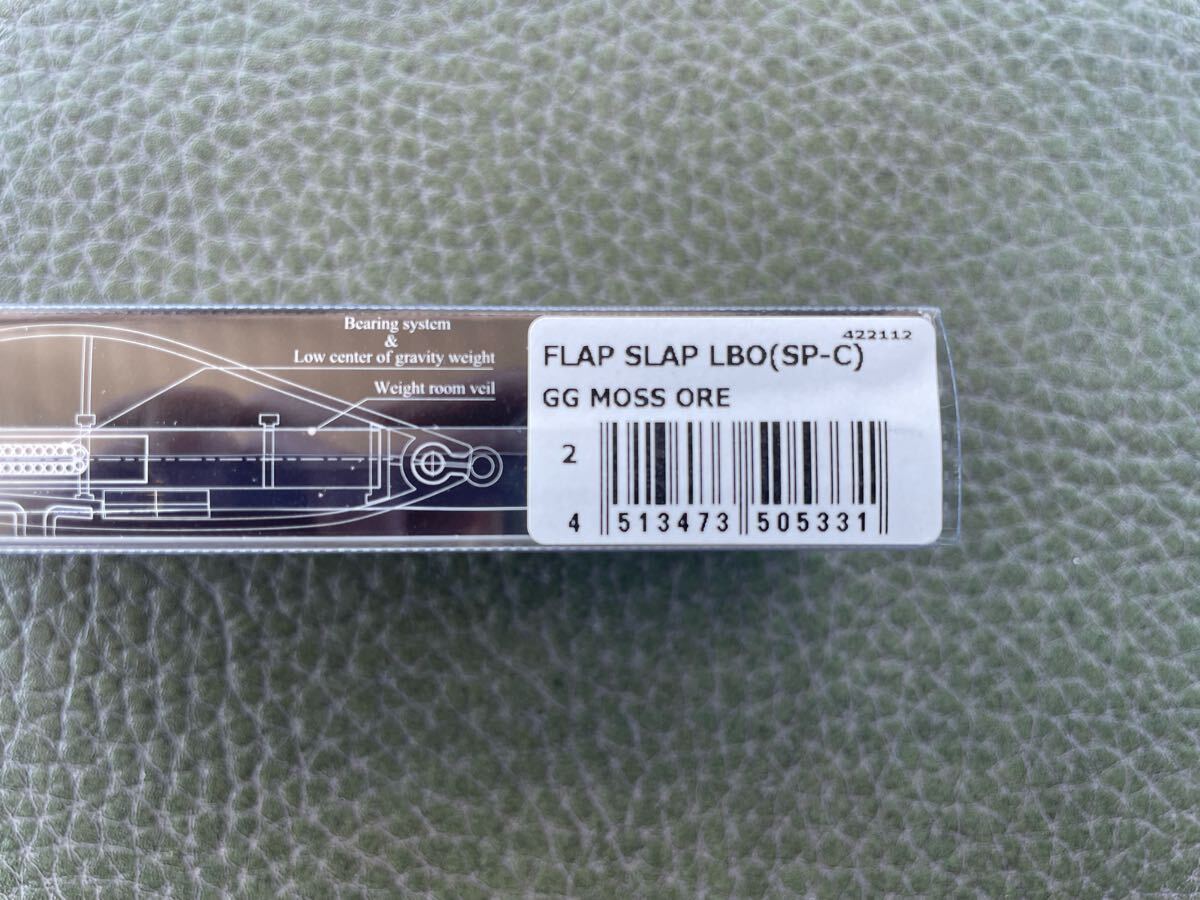 Bearing system
&
Low center of gravity weight
Weight room veil
422112
FLAP SLAP LBO(SP-C)
GG MOSS ORE
2
4 513473 505331